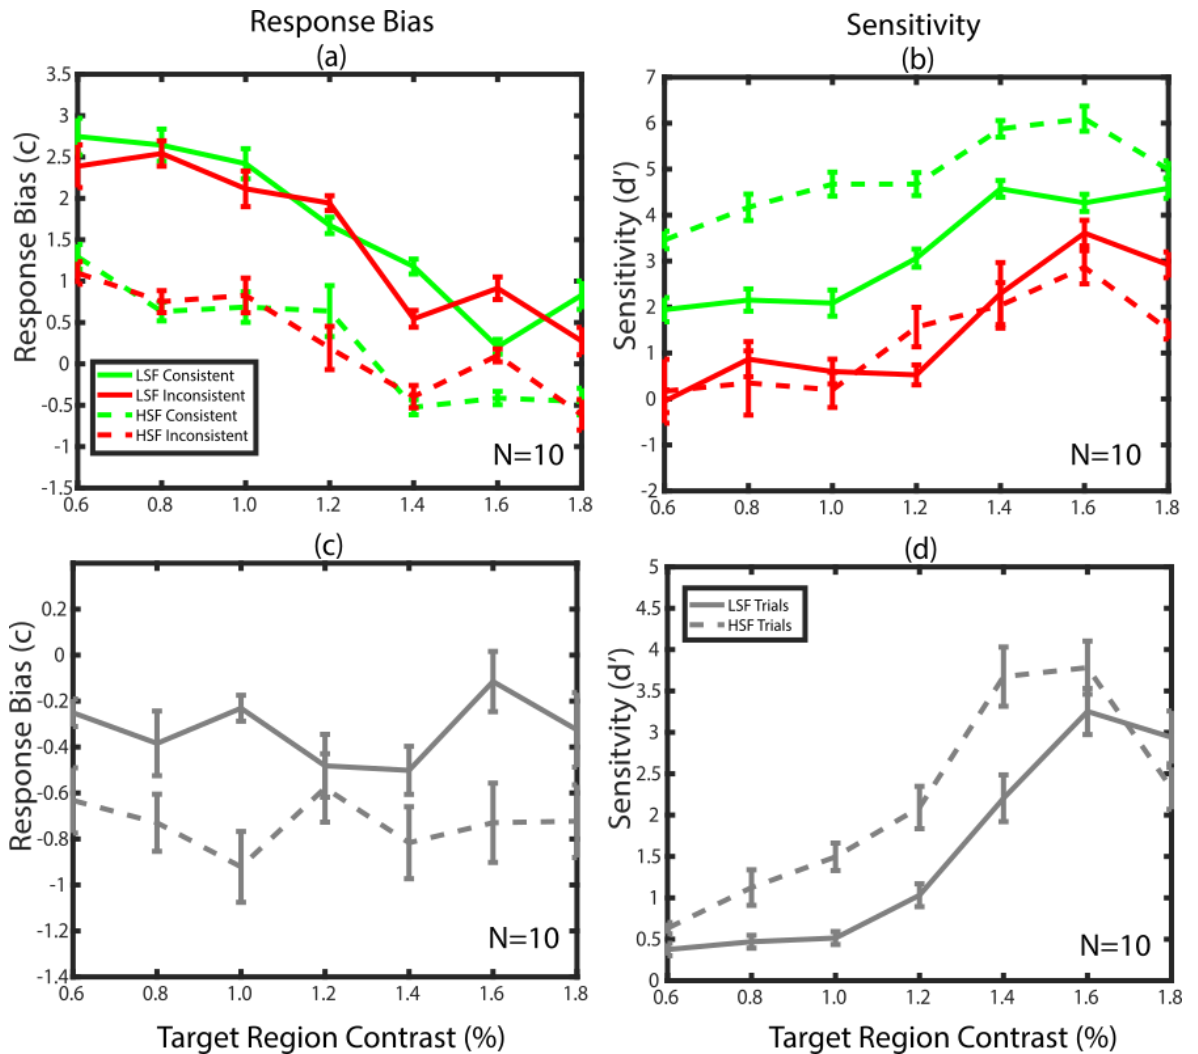 Response Bias
Sensitivity
(a)
(b)
3.5
3
2.5
2
1.5
1
0.5
0
-0.5
-1
-1.5
Response Bias (c)
LSF Consistent
LSF Inconsistent
HSF Consistent
HSF Inconsistent
N=10
0.6 0.8 1.0 1.2 1.4 1.6 1.8
7
6
5
4
3
2
1
0
-1
-2
Sensitivity (d’)
N=10
0.6 0.8 1.0 1.2 1.4 1.6 1.8
(c)
(d)
0.2
0
-0.2
-0.4
-0.6
-0.8
-1
-1.2
-1.4
Response Bias (c)
N=10
0.6 0.8 1.0 1.2 1.4 1.6 1.8
Target Region Contrast (%)
5
4.5
4
3.5
3
2.5
2
1.5
1
0.5
0
Sensitvity (d’)
LSF Trials
HSF Trials
N=10
0.6 0.8 1.0 1.2 1.4 1.6 1.8
Target Region Contrast (%)